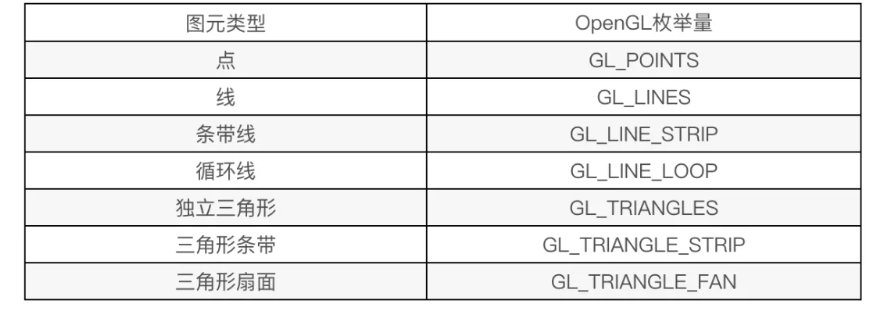 图元类型 OpenGL枚举量
点 GL_POINTS
线 GL_LINES
条带线 GL_LINE_STRIP
循环线 GL_LINE_LOOP
独立三角形 GL_TRIANGLES
三角形条带 GL_TRIANGLE_STRIP
三角形扇面 GL_TRIANGLE_FAN